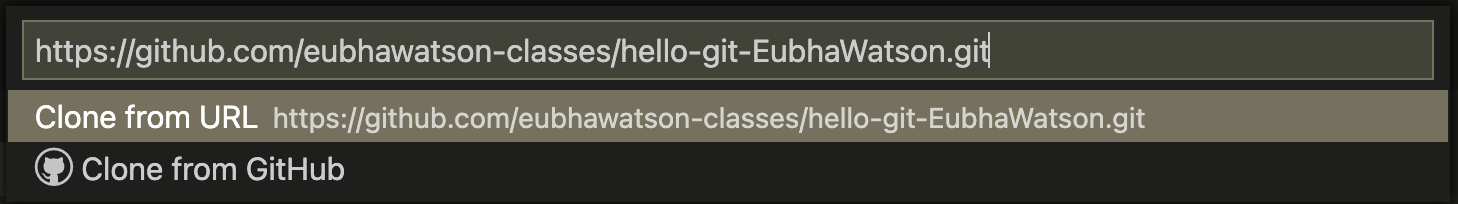 https://github.com/eubhawatson-classes/hello-git-EubhaWatson.git
Clone from URL https://github.com/eubhawatson-classes/hello-git-EubhaWatson.git
Clone from GitHub